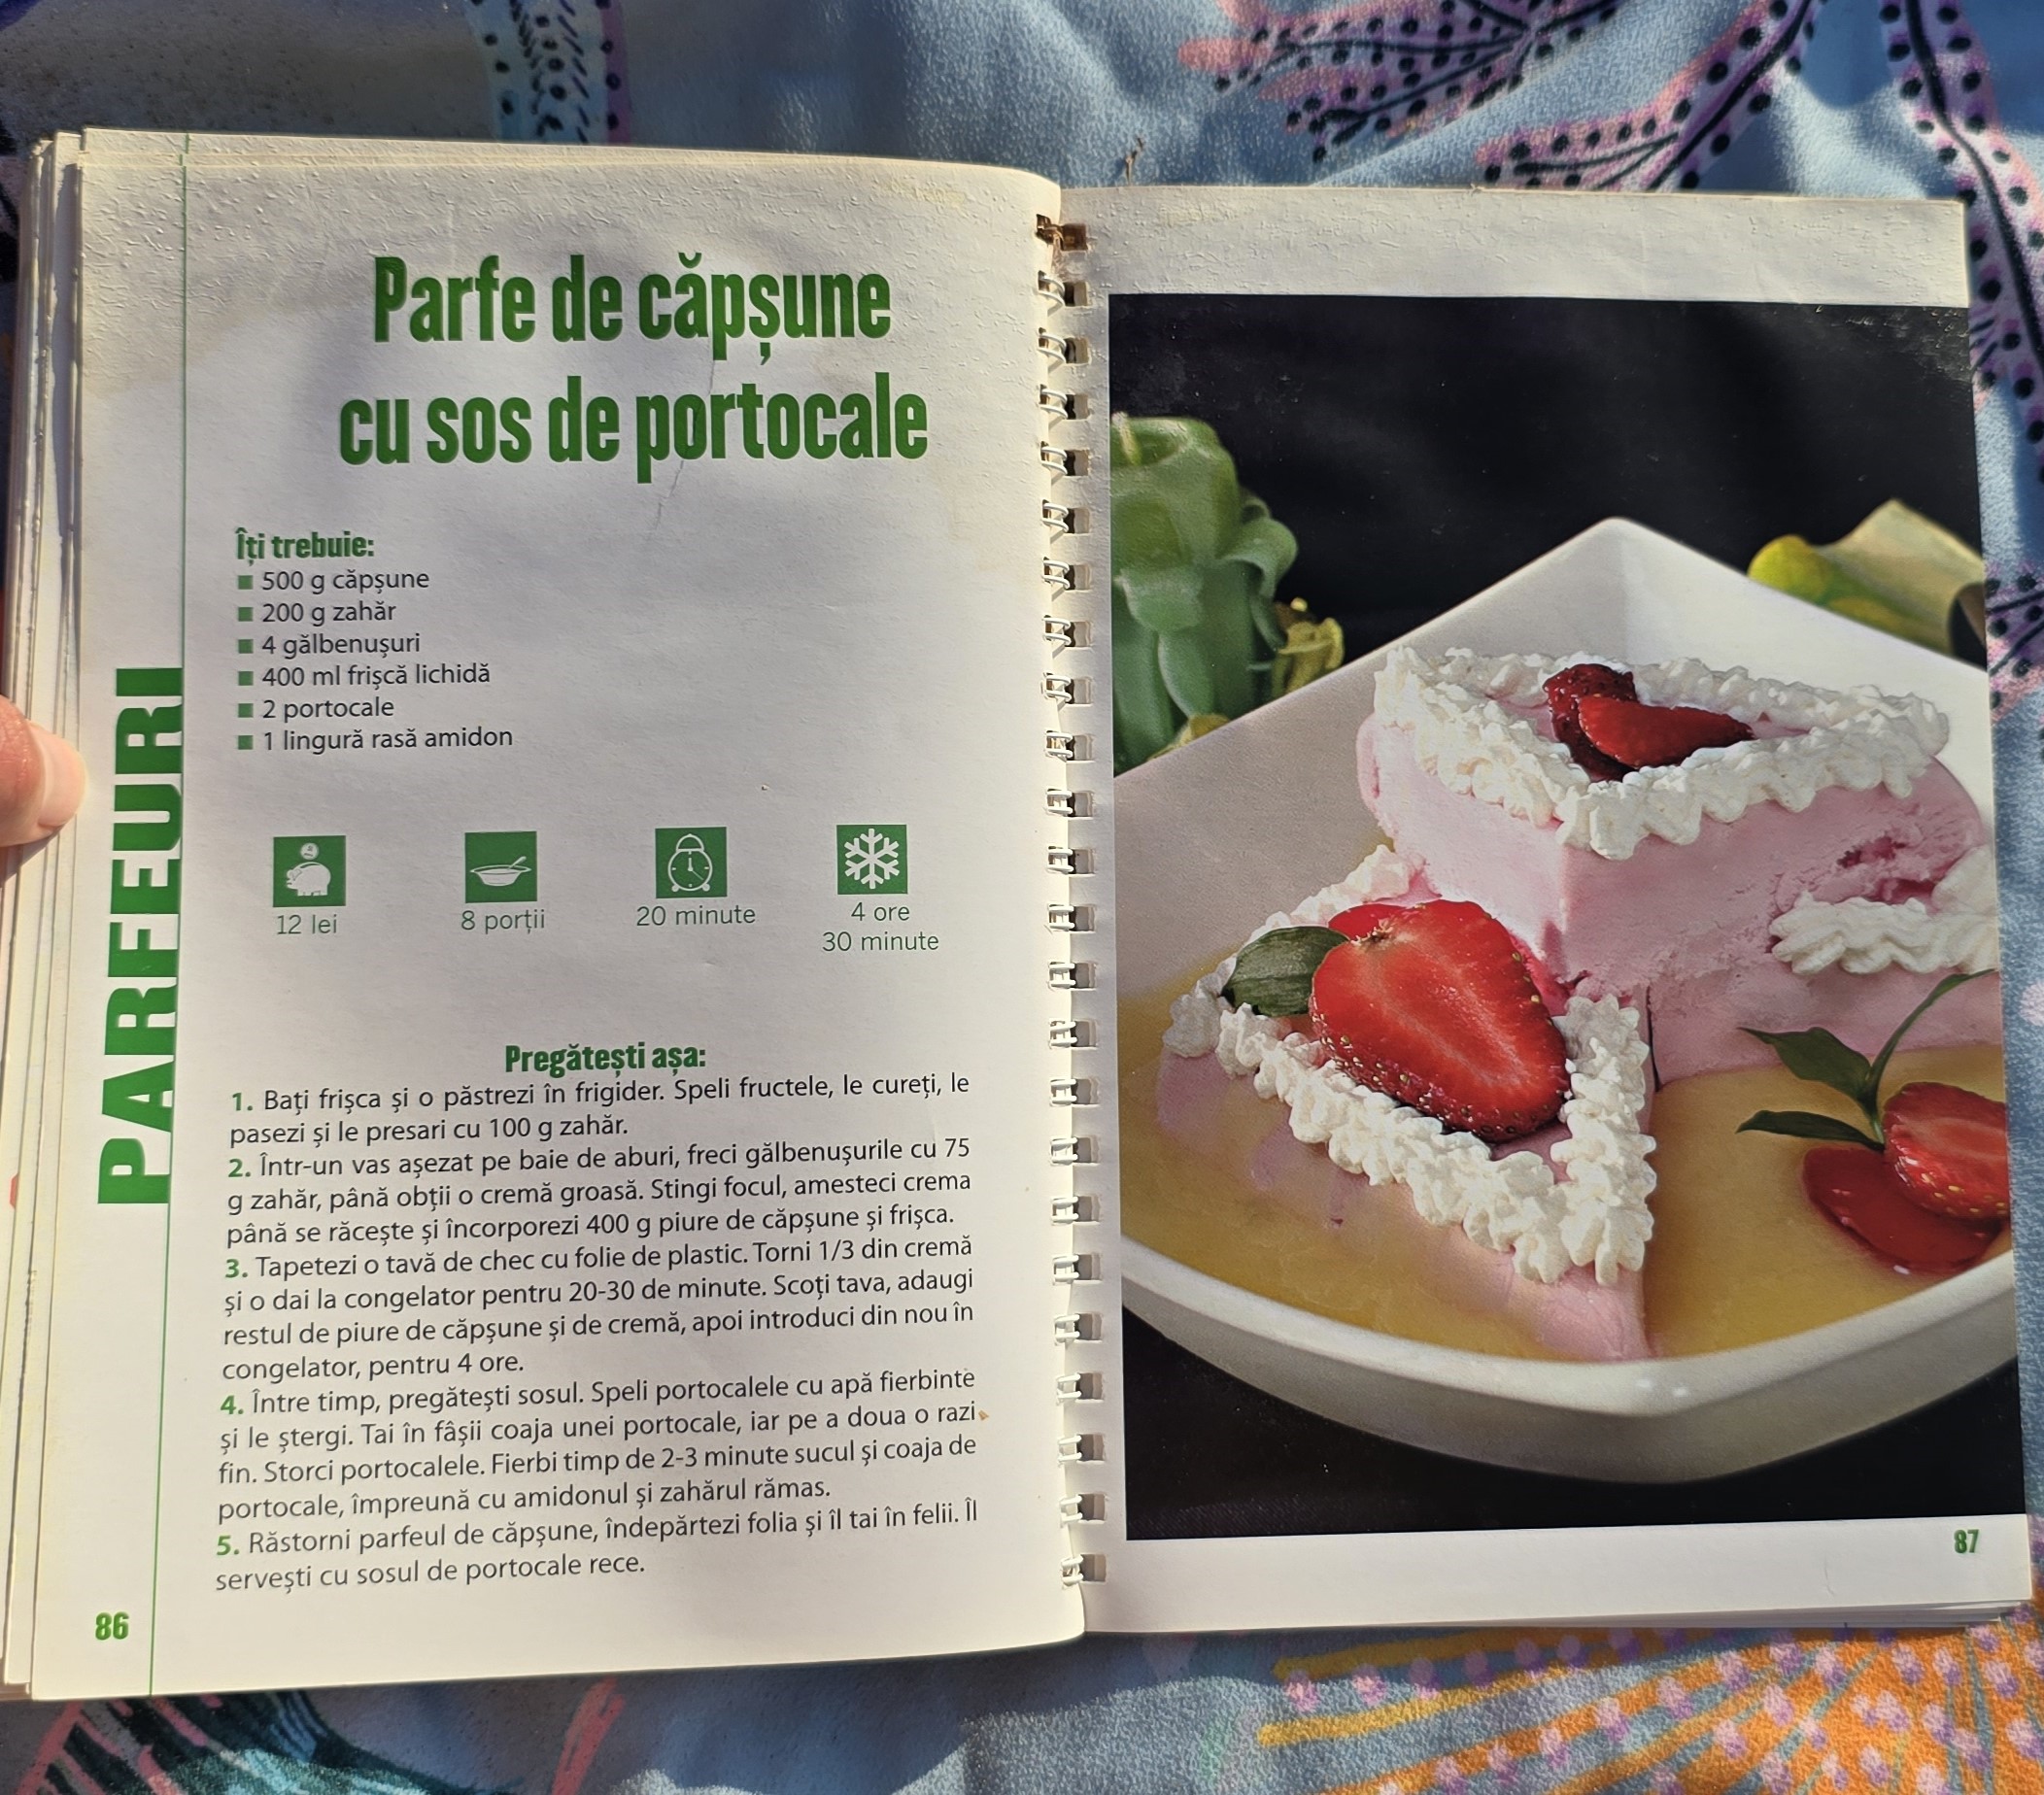 Parfe de căpșune
cu sos de portocale
Îți trebuie:
500 g căpșune
200 g zahăr
4 gălbenușuri
400 ml frișcă lichidă
2 portocale
1 lingură rasă amidon
12 lei
8 porții
20 minute
4 ore
30 minute
PARFEURI
Pregătești așa:
1. Bați frișca și o păstrezi în frigider. Speli fructele, le cureți, le
pasezi și le presari cu 100 g zahăr.
2. Într-un vas așezat pe baie de aburi, freci gălbenușurile cu 75
g zahăr, până obții o cremă groasă. Stingi focul, amesteci crema
până se răcește și încorporezi 400 g piure de căpșune și frișca.
3. Tapetezi o tavă de chec cu folie de plastic. Torni 1/3 din cremă
și o dai la congelator pentru 20-30 de minute. Scoți tava, adaugi
restul de piure de căpșune și de cremă, apoi introduci din nou în
congelator, pentru 4 ore.
4. Între timp, pregătești sosul. Speli portocalele cu apă fierbinte
și le ștergi. Tai în fâșii coaja unei portocale, iar pe a doua o razi
fin. Storci portocalele. Fierbi timp de 2-3 minute sucul și coaja de
portocale, împreună cu amidonul și zahărul rămas.
5. Răstorni parfeul de căpșune, îndepărtezi folia și îl tai în felii. Îl
servești cu sosul de portocale rece.
86
87